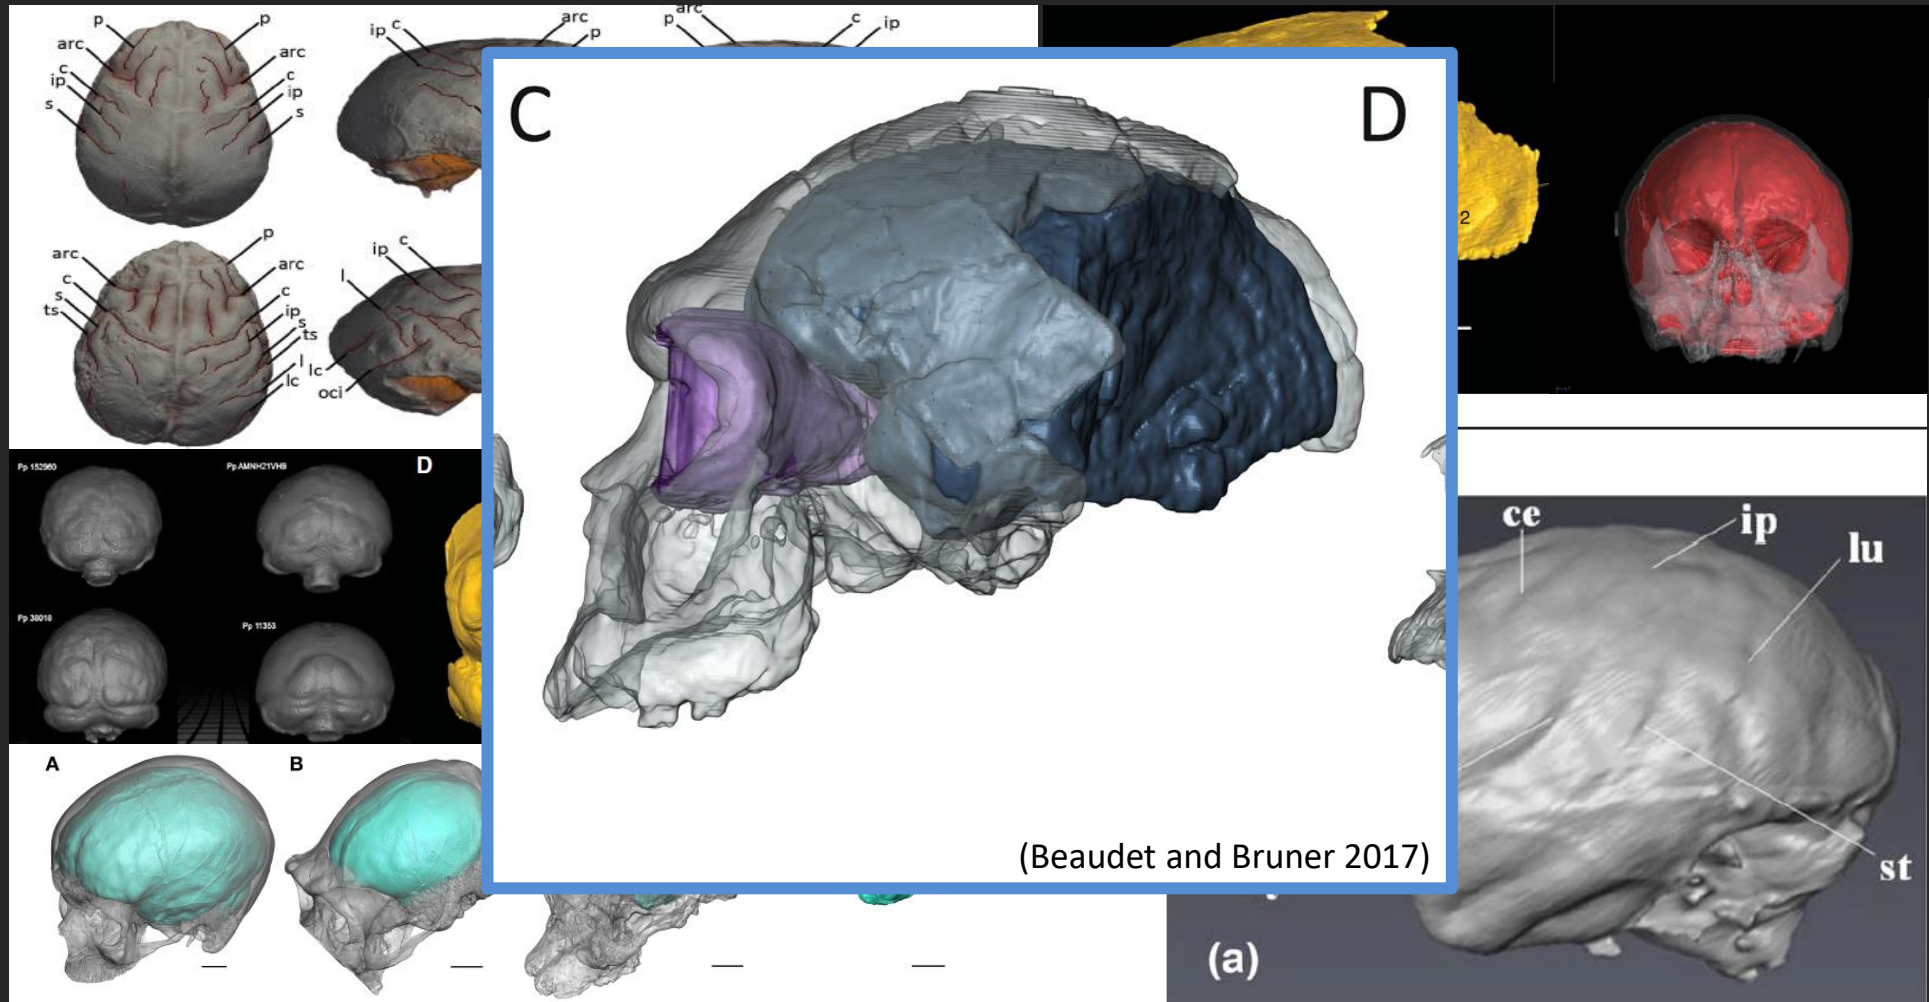 p
p
arc
arc
c
c
ip
ip
s
s
ip
c
arc
p
p
arc
c
ip
p
arc
arc
c
c
s
ip
ts
s
ts
l
lc
ip
c
l
lc
oci
C
D
2
Pp 152960
Pp AMNH21VH9
D
Pp 38018
Pp 11353
A
B
(Beaudet and Bruner 2017)
ce
ip
lu
st
(a)